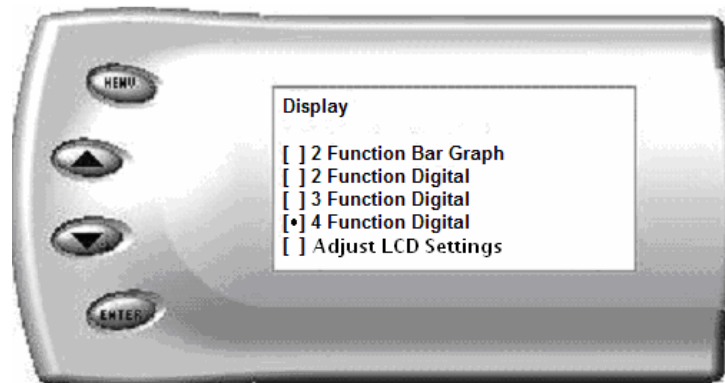 MENU
Display
[ ] 2 Function Bar Graph
[ ] 2 Function Digital
[ ] 3 Function Digital
[•] 4 Function Digital
[ ] Adjust LCD Settings
ENTER